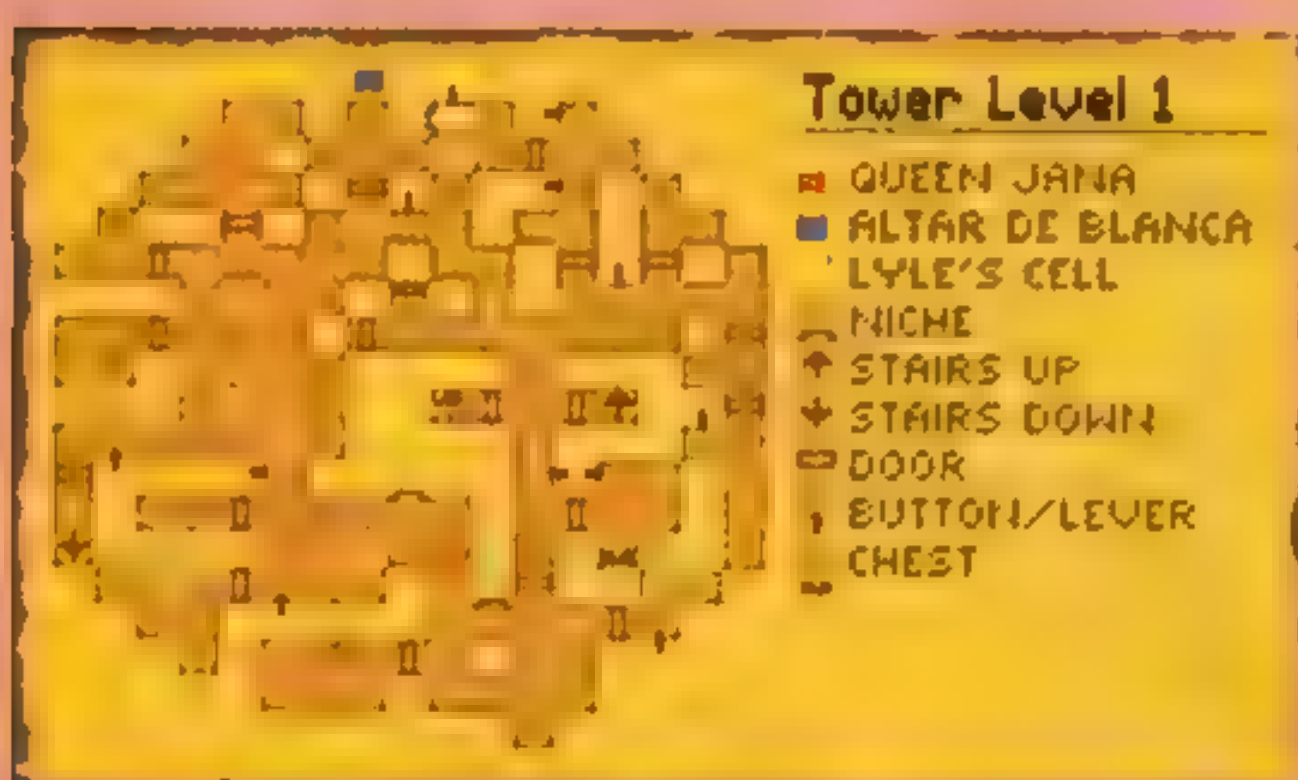 Tower Level 1
QUEEN JANA
ALTAR DE BLANCA
LYLE'S CELL
NICHE
STAIRS UP
STAIRS DOWN
DOOR
BUTTON/LEVER
CHEST